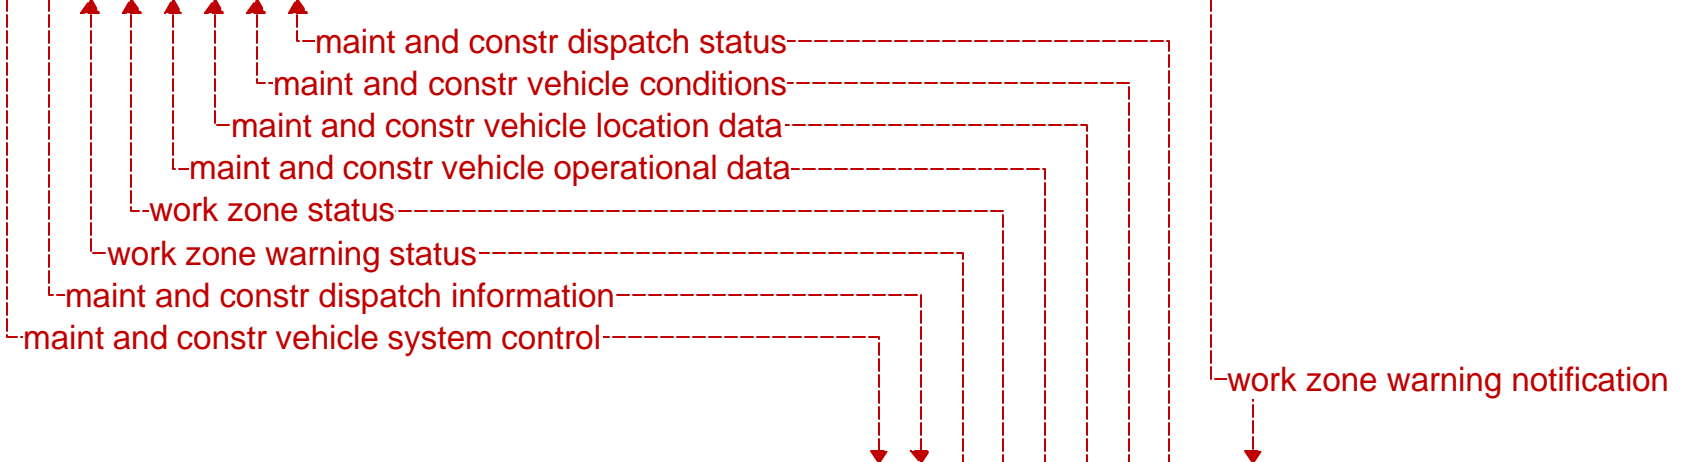 maint and constr dispatch status
maint and constr vehicle conditions
maint and constr vehicle location data
maint and constr vehicle operational data
work zone status
work zone warning status
maint and constr dispatch information
maint and constr vehicle system control
work zone warning notification